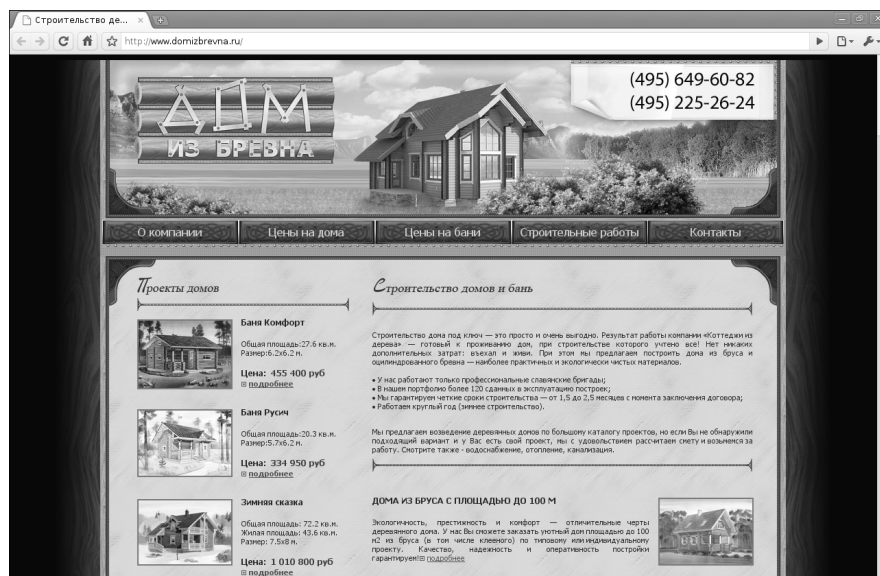 Строительство де...
http://www.domizbrevna.ru/
ДОМ
ИЗ БРЕВНА
(495) 649-60-82
(495) 225-26-24
О компании
Цены на дома
Цены на бани
Строительные работы
Контакты
Проекты домов
Баня Комфорт
Общая площадь:27.6 кв.м.
Размер:6.2х6.2 м.
Цена: 455 400 руб
подробнее
Баня Русич
Общая площадь:20.3 кв.м.
Размер:5.7х6.2 м.
Цена: 334 950 руб
подробнее
Зимняя сказка
Общая площадь: 72.2 кв.м.
Жилая площадь: 43.6 кв.м.
Размер: 7.5х8 м.
Цена: 1 010 800 руб
подробнее
Строительство домов и бань
Строительство дома под ключ — это просто и очень выгодно. Результат работы компании «Коттеджи из
дерева» — готовый к проживанию дом, при строительстве которого учтено все! Нет никаких
дополнительных затрат: въехал и живи. При этом мы предлагаем построить дома из бруса и
оцилиндрованного бревна — наиболее практичных и экологически чистых материалов.
• У нас работают только профессиональные славянские бригады;
• В нашем портфолио более 120 сданных в эксплуатацию построек;
• Мы гарантируем четкие сроки строительства — от 1,5 до 2,5 месяцев с момента заключения договора;
• Работаем круглый год (зимнее строительство).
Мы предлагаем возведение деревянных домов по большому каталогу проектов, но если Вы не обнаружили
подходящий вариант и у Вас есть свой проект, мы с удовольствием рассчитаем смету и возьмемся за
работу. Смотрите также - водоснабжение, отопление, канализация.
ДОМА ИЗ БРУСА С ПЛОЩАДЬЮ ДО 100 М
Экологичность, престижность и комфорт — отличительные черты
деревянного дома. У нас Вы сможете заказать уютный дом площадью до 100
м2 из бруса (в том числе клееного) по типовому или индивидуальному
проекту. Качество, надежность и оперативность постройки
гарантируем! подробнее